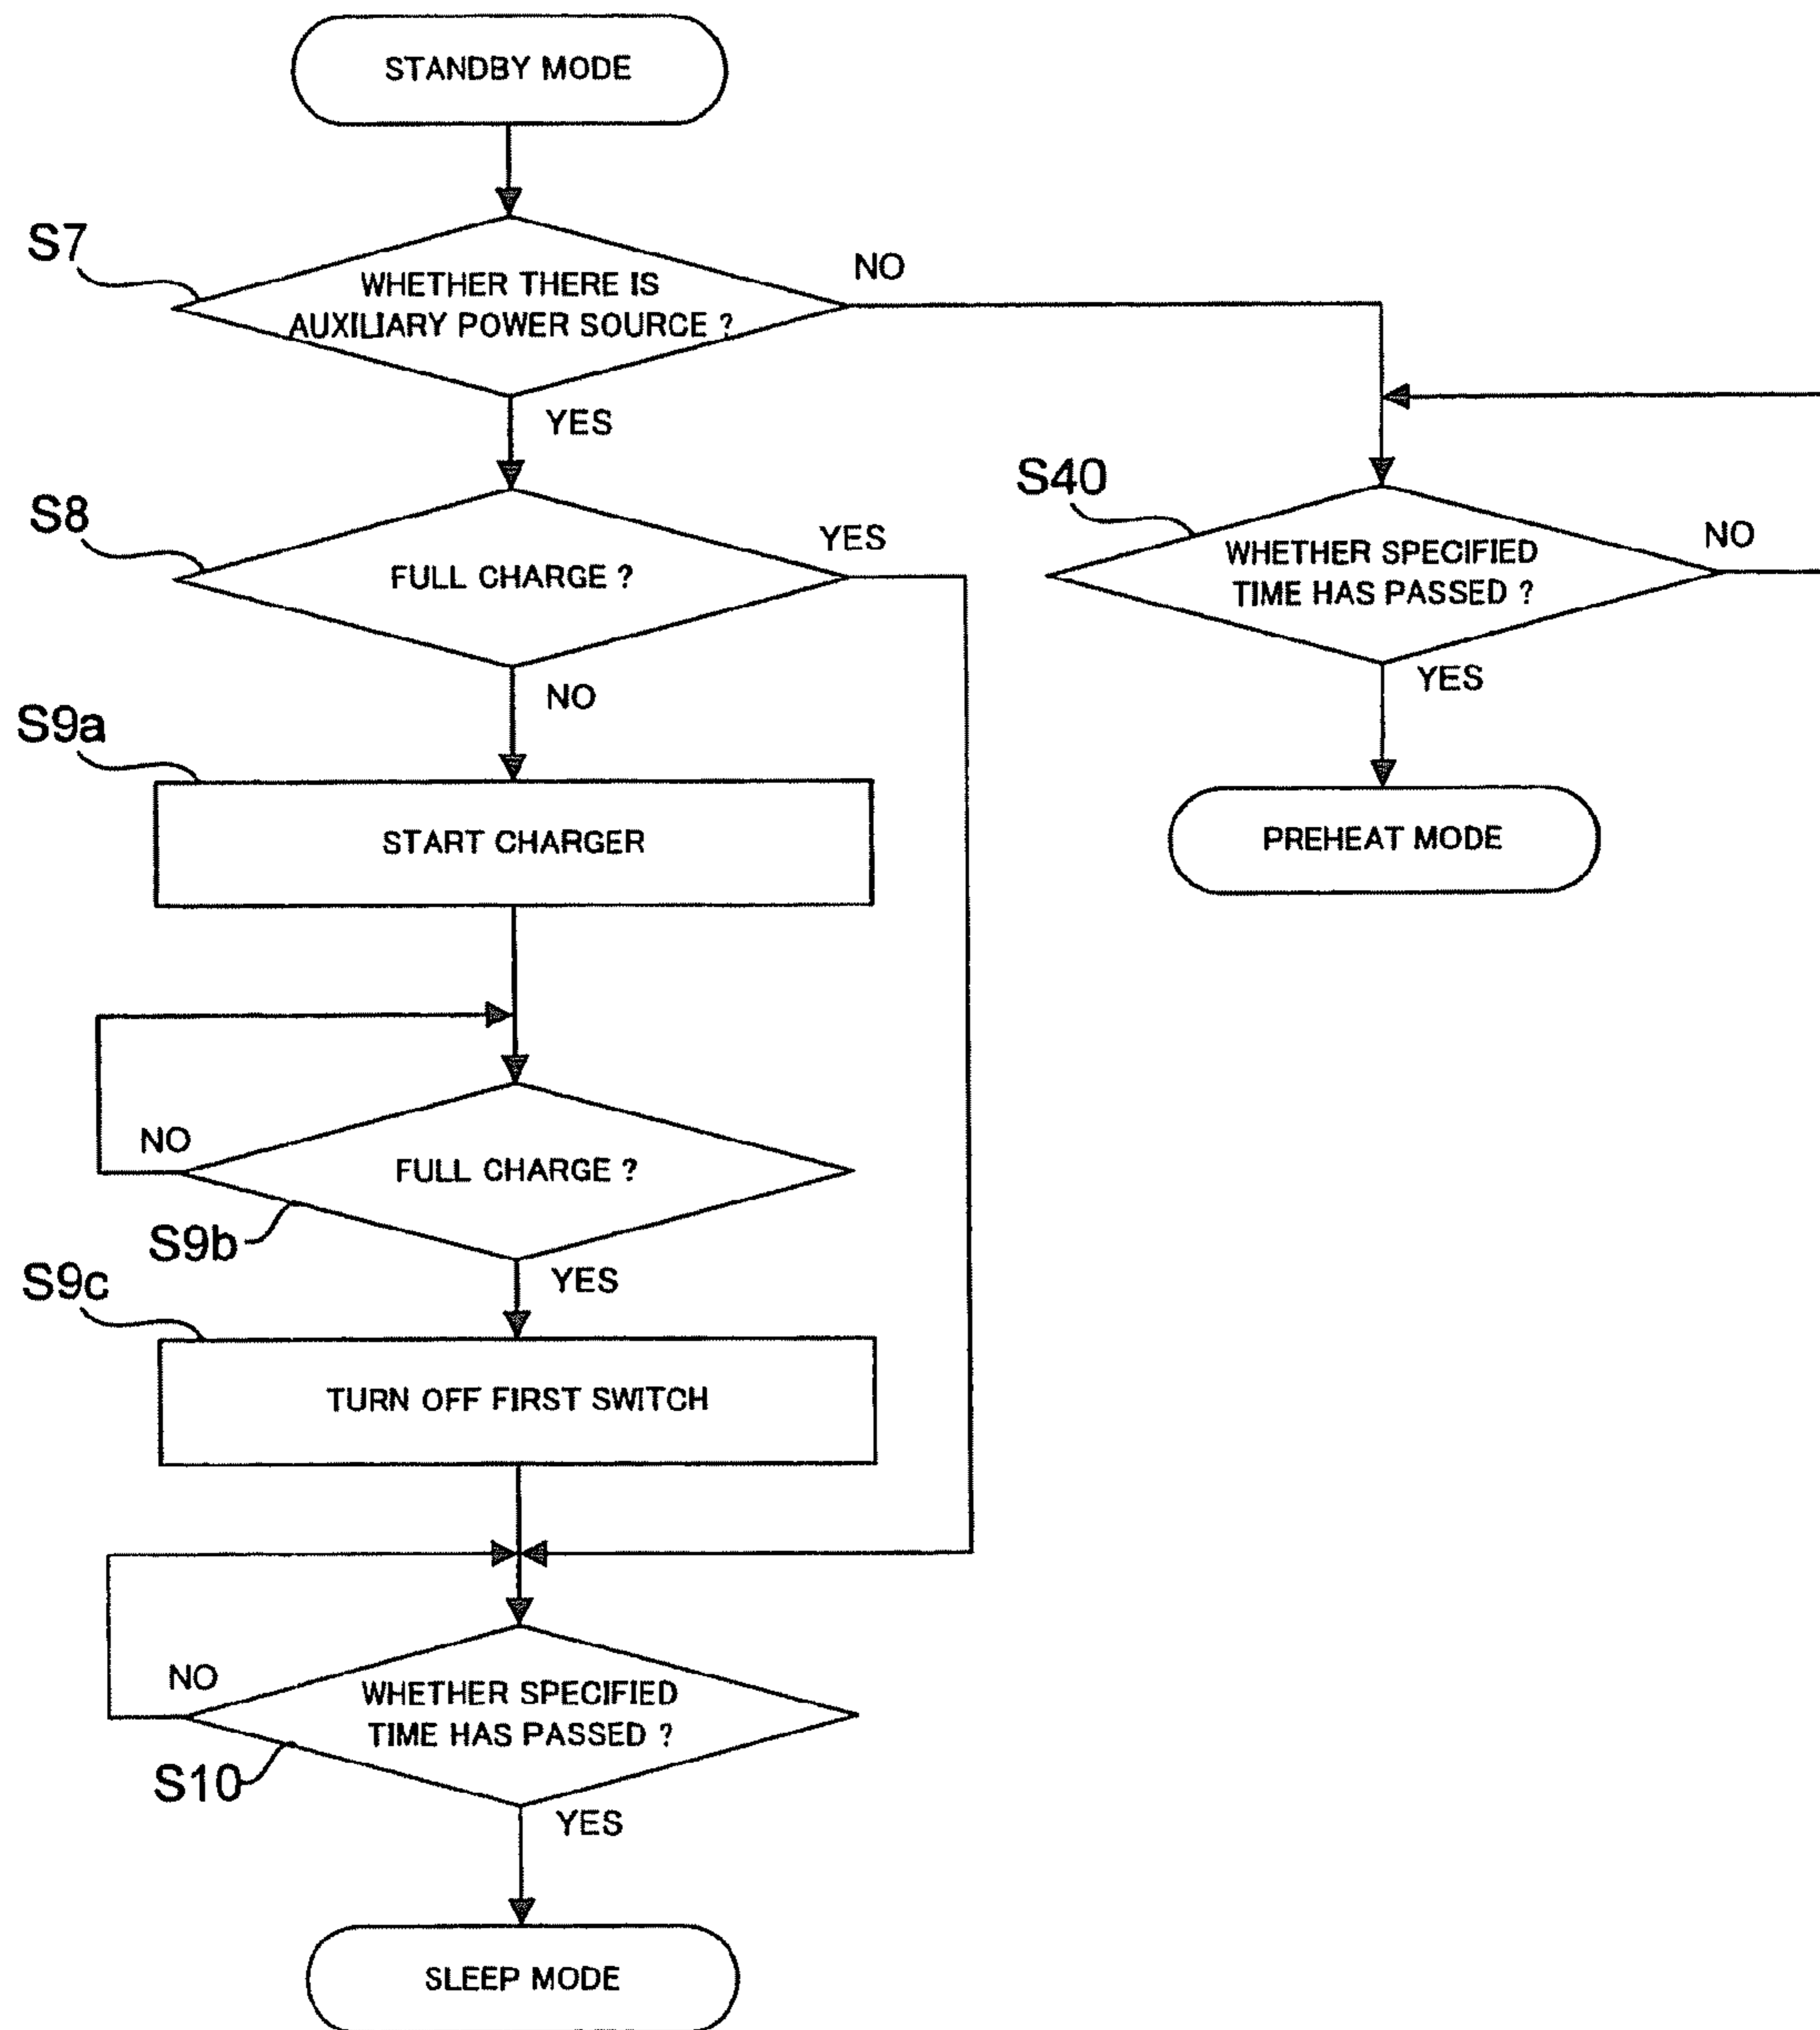 STANDBY MODE
S7
WHETHER THERE IS
AUXILIARY POWER SOURCE ?
NO
YES
S8
FULL CHARGE ?
YES
NO
S40
WHETHER SPECIFIED
TIME HAS PASSED ?
NO
YES
PREHEAT MODE
S9a
START CHARGER
NO
FULL CHARGE ?
S9b
YES
S9c
TURN OFF FIRST SWITCH
NO
WHETHER SPECIFIED
TIME HAS PASSED ?
S10
YES
SLEEP MODE